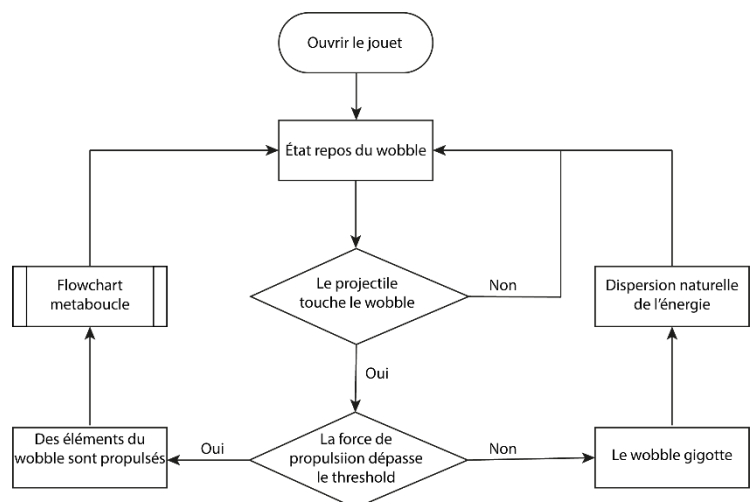 Ouvrir le jouet
État repos du wobble
Flowchart
metaboucle
Le projectile
touche le wobble
Non
Dispersion naturelle
de l'énergie
Oui
Des éléments du
wobble sont propulsés
Oui
La force de
propulsiion dépasse
le threshold
Non
Le wobble gigotte